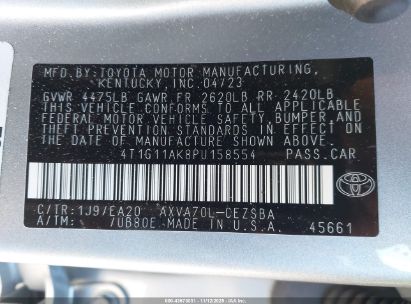 MFD. BY: TOYOTA MOTOR MANUFACTURING,
KENTUCKY, INC. 04/23
GVWR 4475LB GAWR FR 2620LB RR 2420LB
THIS VEHICLE CONFORMS TO ALL APPLICABLE
FEDERAL MOTOR VEHICLE SAFETY, BUMPER, AND
THEFT PREVENTION STANDARDS IN EFFECT ON
THE DATE OF MANUFACTURE SHOWN ABOVE.
4T1G11AK8PU158554 PASS. CAR
C/TR: 1J9/EA20 AXVA70L-CEZSBA
A/TM: /UB80E MADE IN U.S.A. 45661
TOYOTA